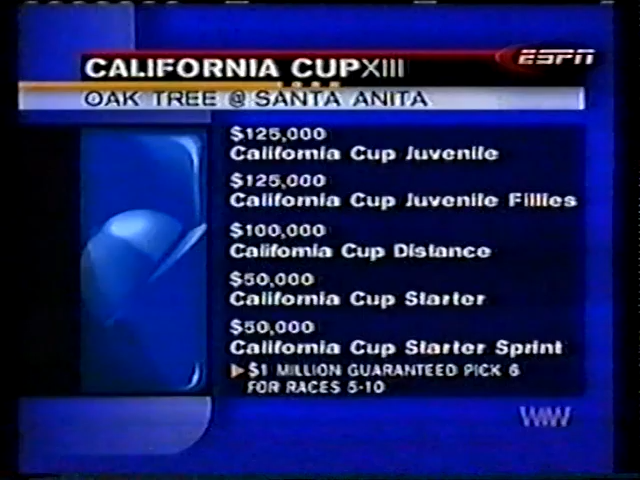 CALIFORNIA CUP XIII
ESPN
OAK TREE @ SANTA ANITA
$125,000
California Cup Juvenile
$125,000
California Cup Juvenile Fillies
$100,000
California Cup Distance
$50,000
California Cup Starter
$50,000
California Cup Starter Sprint
$1 MILLION GUARANTEED PICK 6
FOR RACES 5-10